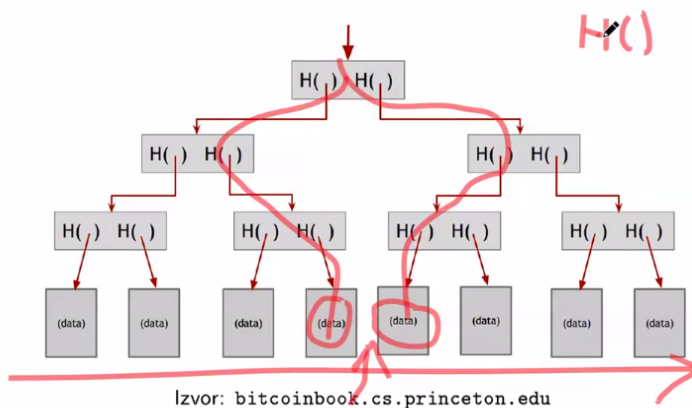 H()
H( ) H( )
H( ) H( ) H( ) H( )
H( ) H( ) H( ) H( ) H( ) H( ) H( ) H( )
(data) (data) (data) (data) (data) (data) (data) (data)
Izvor: bitcoinbook.cs.princeton.edu